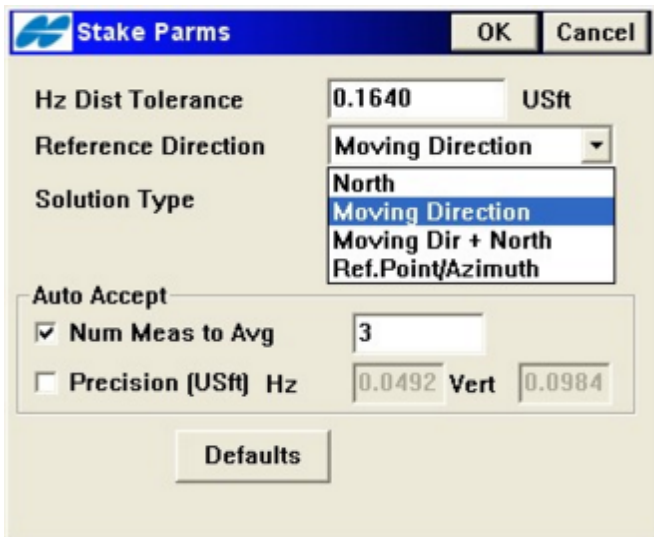 Stake Parms OK Cancel
Hz Dist Tolerance 0.1640 USft
Reference Direction Moving Direction
North
Solution Type
Moving Direction
Moving Dir + North
Ref.Point/Azimuth
Auto Accept
Num Meas to Avg 3
Precision (USft) Hz 0.0492 Vert 0.0984
Defaults